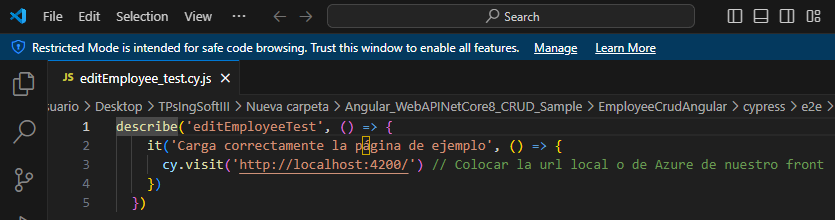 File Edit Selection View ··· Search
Restricted Mode is intended for safe code browsing. Trust this window to enable all features. Manage Learn More
JS editEmployee_test.cy.js ×
suario > Desktop > TPsIngSoftIII > Nueva carpeta > Angular_WebAPINetCore8_CRUD_Sample > EmployeeCrudAngular > cypress > e2e >
1 describe('editEmployeeTest', () => {
2 it('Carga correctamente la página de ejemplo', () => {
3 cy.visit('http://localhost:4200/') // Colocar la url local o de Azure de nuestro front
4 })
5 })